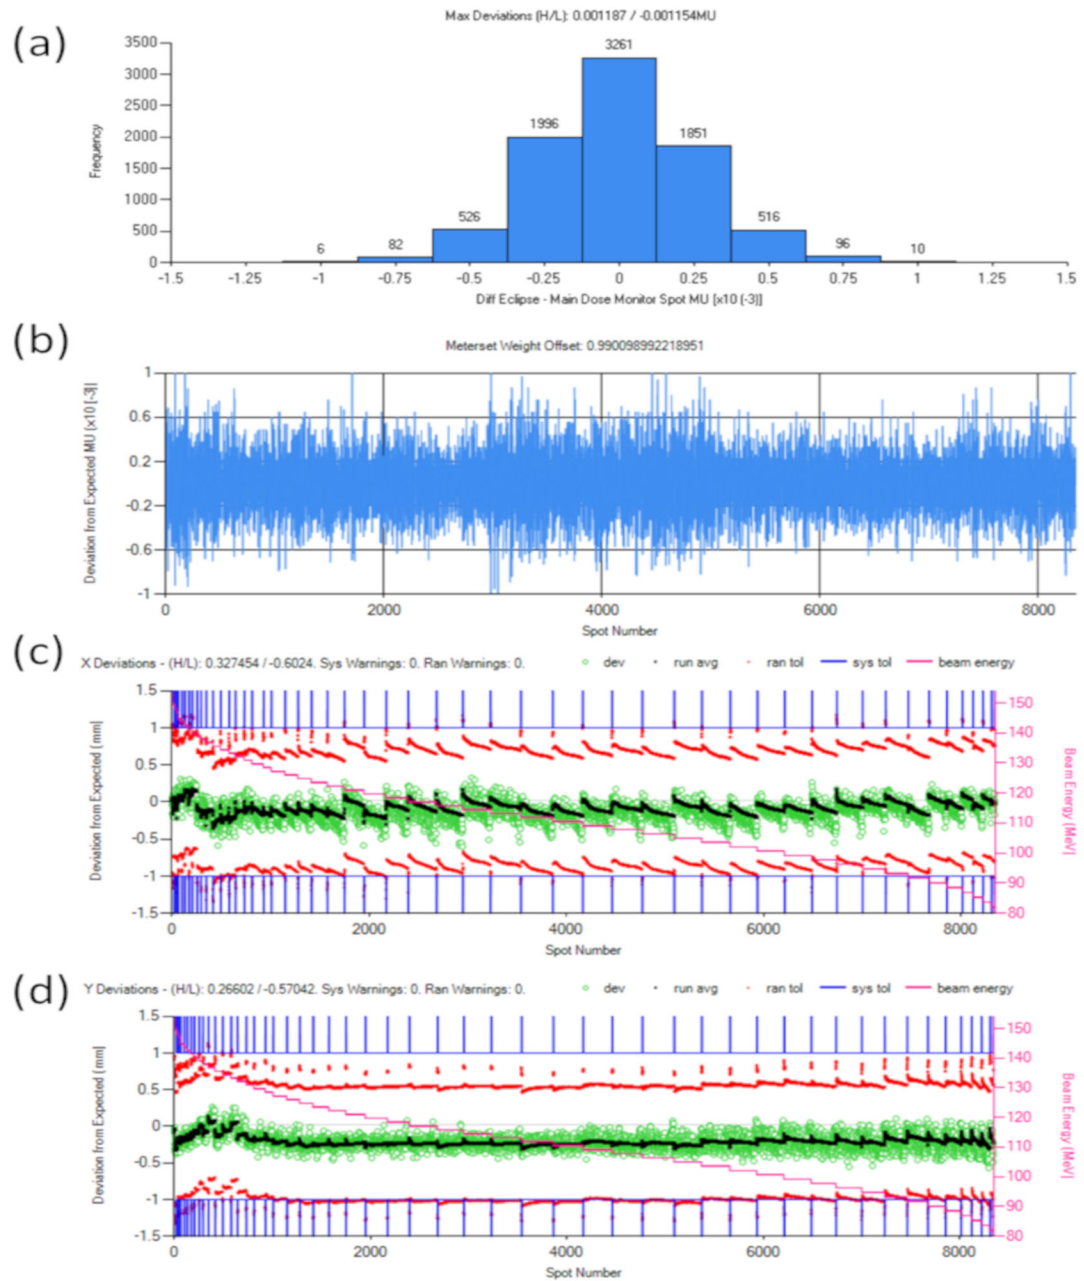 (a)
Max Deviations (H/L): 0.001187 / -0.001154MU
3500
3000
2500
2000
1500
1000
500
0
Frequency
6
82
526
1996
3261
1851
516
96
10
-1.5 -1.25 -1 -0.75 -0.5 -0.25 0 0.25 0.5 0.75 1 1.25 1.5
Diff Eclipse - Main Dose Monitor Spot MU [x10 (-3)]
(b)
Meterset Weight Offset: 0.990098992218951
1
0.6
0.2
-0.2
-0.6
-1
Deviation from Expected MU (x10 [-3]|
0 2000 4000 6000 8000
Spot Number
(c)
X Deviations - (H/L): 0.327454 / -0.6024. Sys Warnings: 0. Ran Warnings: 0.
dev run avg ran tol sys tol beam energy
1.5
1
0.5
0
-0.5
-1
-1.5
Deviation from Expected |mm|
150
140
130
120
110
100
90
80
Beam Energy (MeV|
0 2000 4000 6000 8000
Spot Number
(d)
Y Deviations - (H/L): 0.26602 / -0.57042. Sys Warnings: 0. Ran Warnings: 0.
dev run avg ran tol sys tol beam energy
1.5
1
0.5
0
-0.5
-1
-1.5
Deviation from Expected |mm|
150
140
130
120
110
100
90
80
Beam Energy (MeV|
0 2000 4000 6000 8000
Spot Number